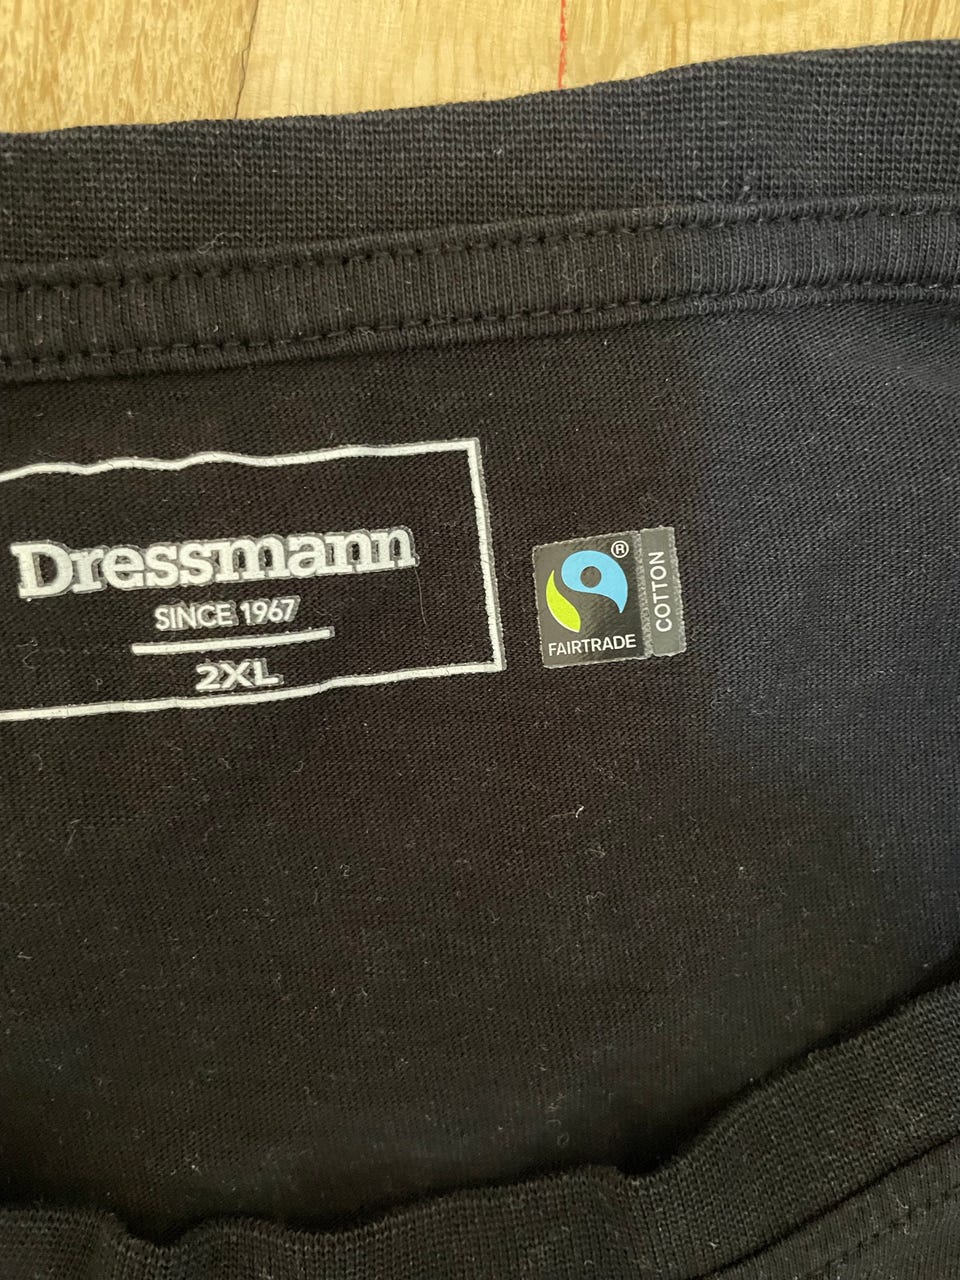 Dressmann
SINCE 1967
2XL
®
FAIRTRADE
COTTON